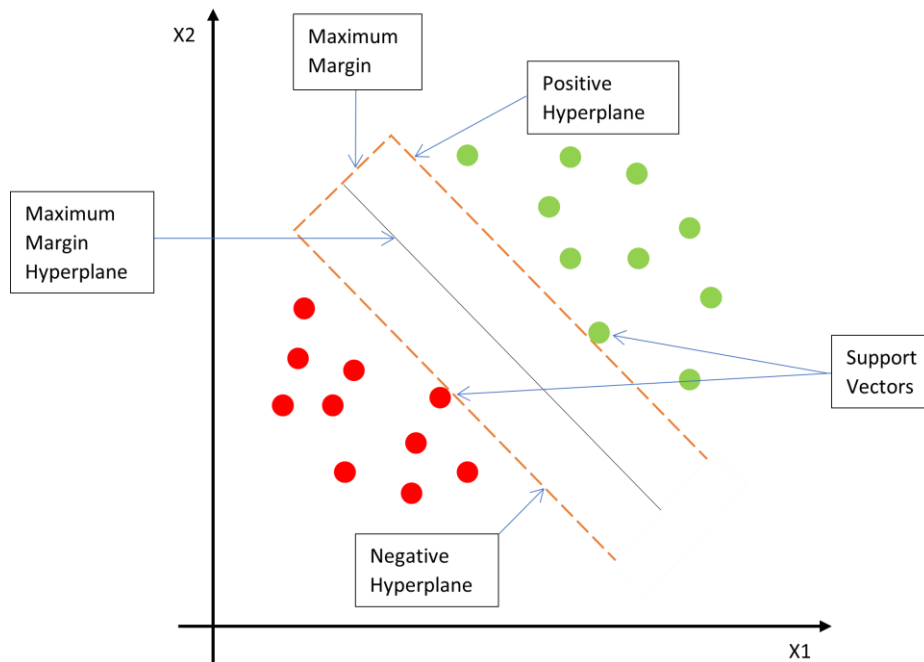 X2
Maximum
Margin
Positive
Hyperplane
Maximum
Margin
Hyperplane
Support
Vectors
Negative
Hyperplane
X1